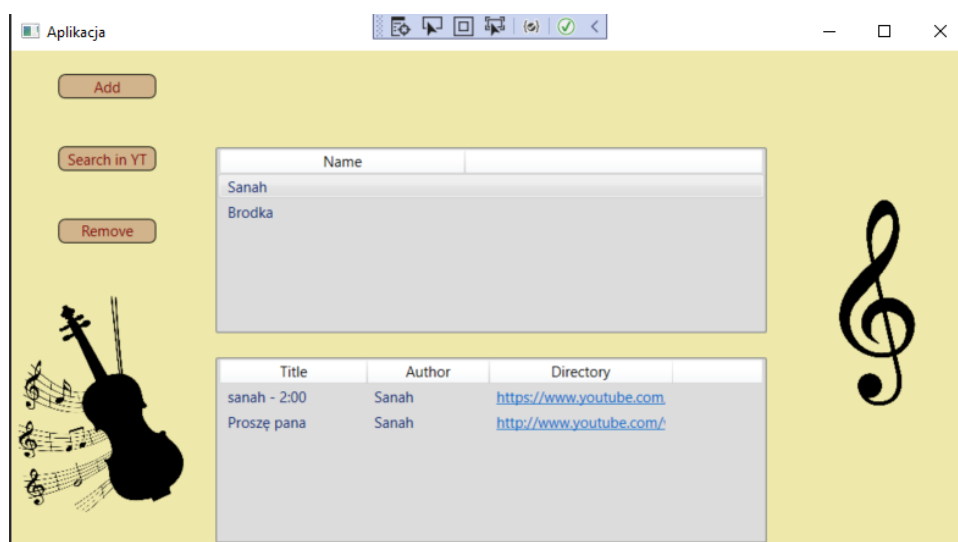 Aplikacja
Add
Search in YT
Remove
Name
Sanah
Brodka
Title Author Directory
sanah - 2:00 Sanah https://www.youtube.com
Proszę pana Sanah http://www.youtube.com/